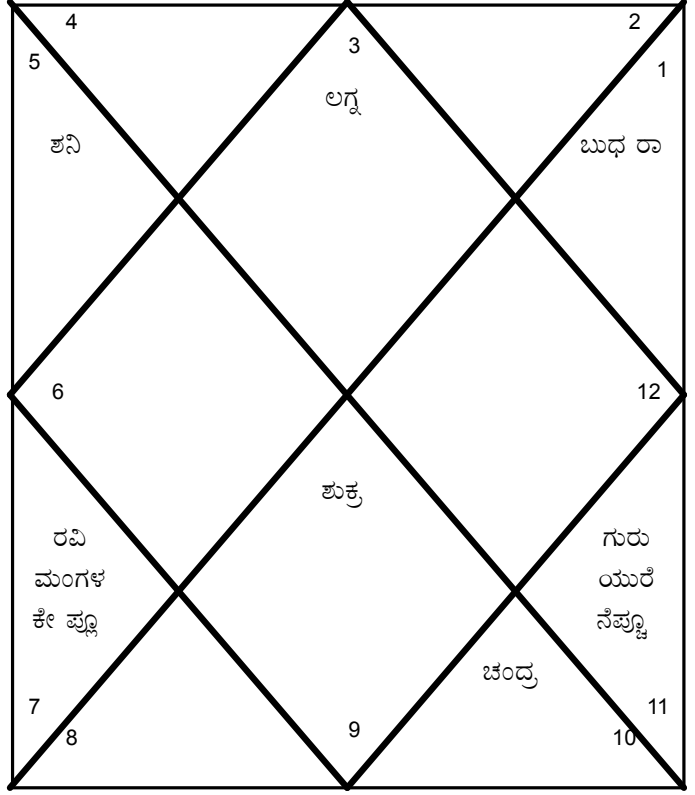 4
3
2
5
1
ಲಗ್ನ
ಶನಿ
ಬುಧ ರಾ
6
12
ಶುಕ್ರ
ರವಿ
ಮಂಗಳ
ಕೇ ಪ್ಲೂ
ಗುರು
ಯುರೆ
ನೆಪ್ಚೂ
ಚಂದ್ರ
7
8
9
10
11